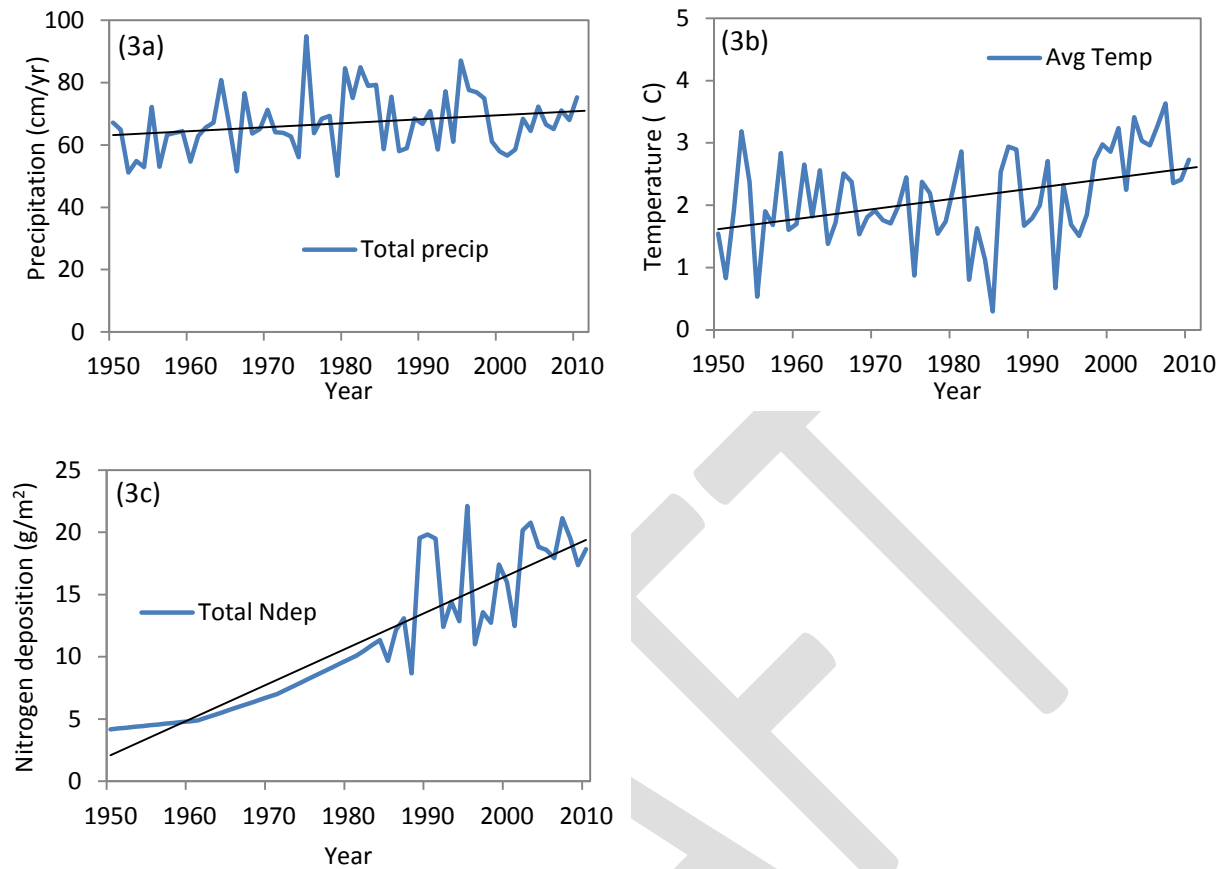 (3a)
Precipitation (cm/yr)
100
80
60
40
20
0
Total precip
1950 1960 1970 1980 1990 2000 2010
Year
(3b)
Temperature ( C)
5
4
3
2
1
0
Avg Temp
1950 1960 1970 1980 1990 2000 2010
Year
(3c)
Nitrogen deposition (g/m²)
25
20
15
10
5
0
Total Ndep
1950 1960 1970 1980 1990 2000 2010
Year